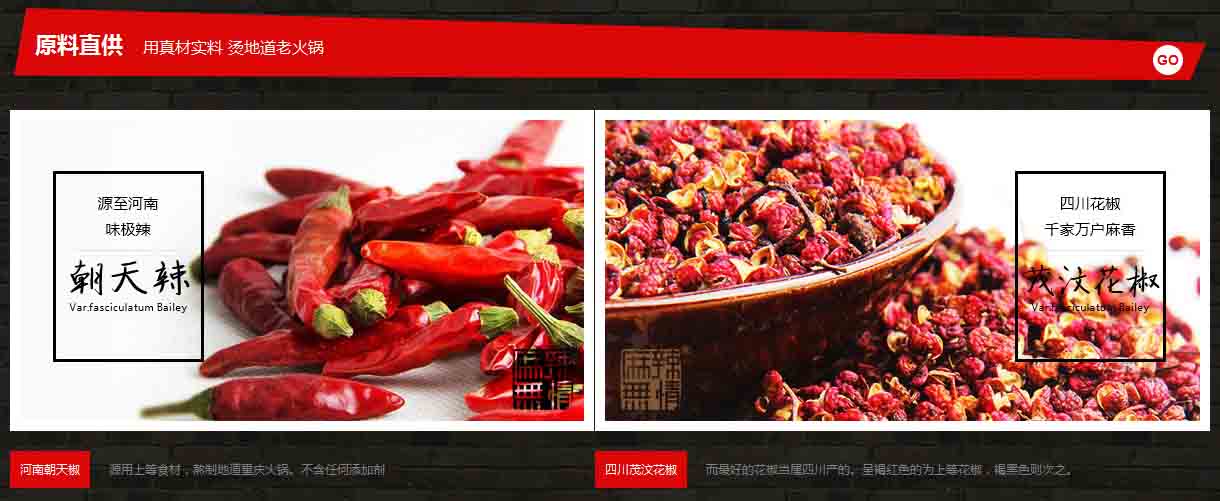 原料直供 用真材实料 烫地道老火锅
GO
源至河南
味极辣
朝天辣
Var.fasciculatum Bailey
四川花椒
千家万户麻香
茂汶花椒
Var.fasciculatum Bailey
河南朝天椒 源用上等食材，熬制地道重庆火锅。不含任何添加剂
四川茂汶花椒 而最好的花椒当属四川产的。呈褐红色的为上等花椒，褐黑色则次之。